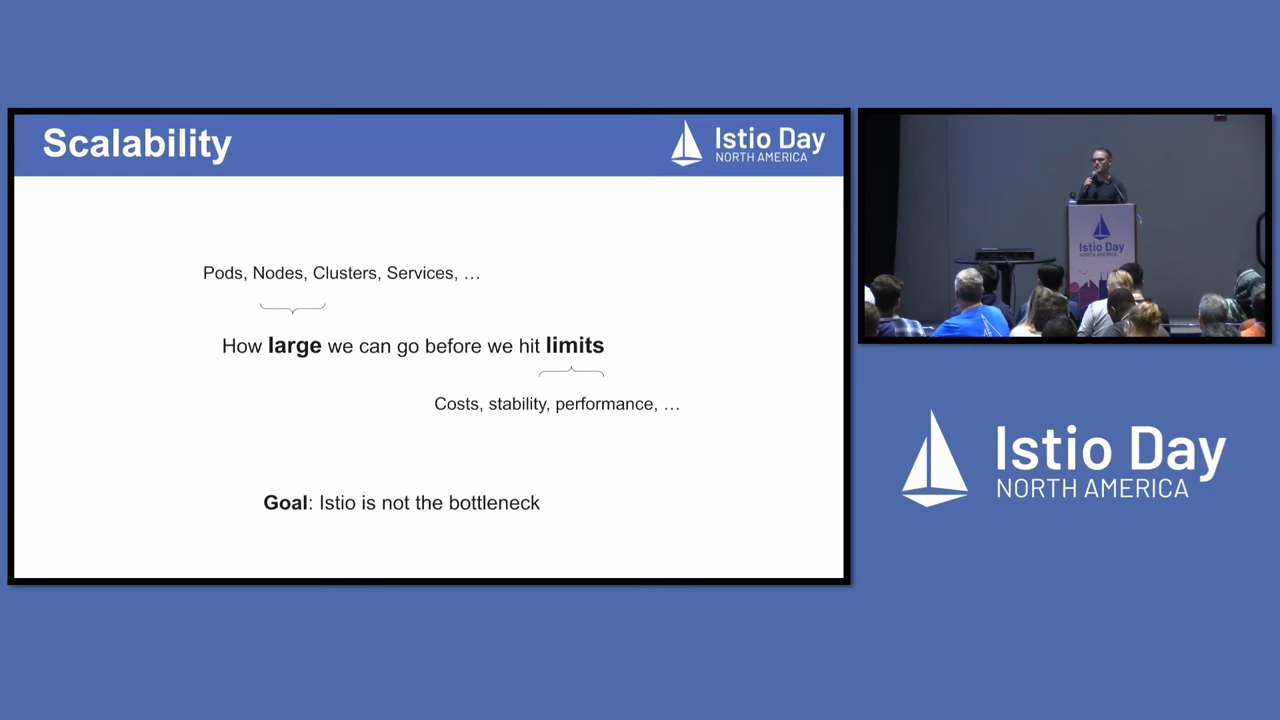 Scalability
Istio Day
NORTH AMERICA
Pods, Nodes, Clusters, Services, …
How large we can go before we hit limits
Costs, stability, performance, …
Goal: Istio is not the bottleneck
Istio Day
NORTH AMERICA
Istio Day
NORTH AMERICA